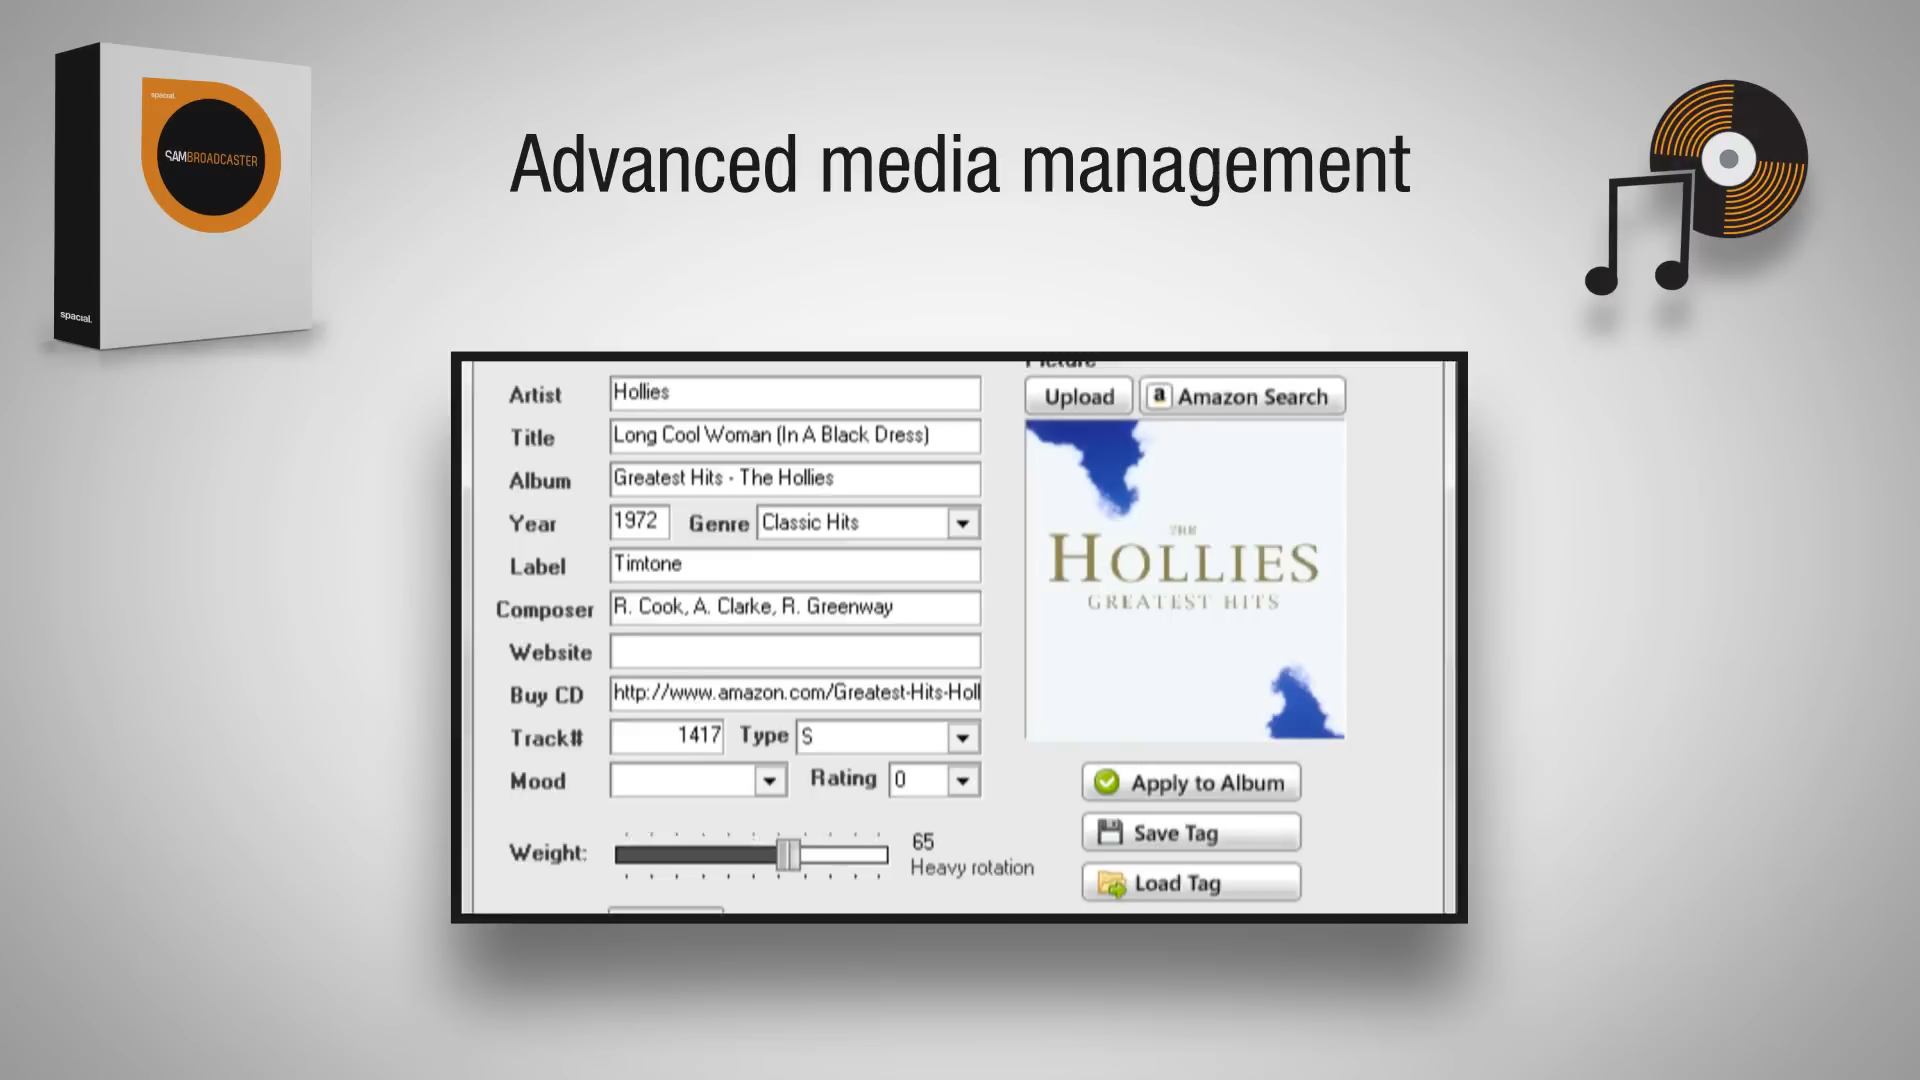 spacial.
SAMBROADCASTER
spacial.
Advanced media management
Picture
Artist Hollies
Title Long Cool Woman (In A Black Dress)
Album Greatest Hits - The Hollies
Year 1972 Genre Classic Hits
Label Timtone
Composer R. Cook, A. Clarke, R. Greenway
Website
Buy CD http://www.amazon.com/Greatest-Hits-Holl
Track# 1417 Type S
Mood Rating 0
Weight: 65
Heavy rotation
Upload a Amazon Search
THE
HOLLIES
GREATEST HITS
Apply to Album
Save Tag
Load Tag